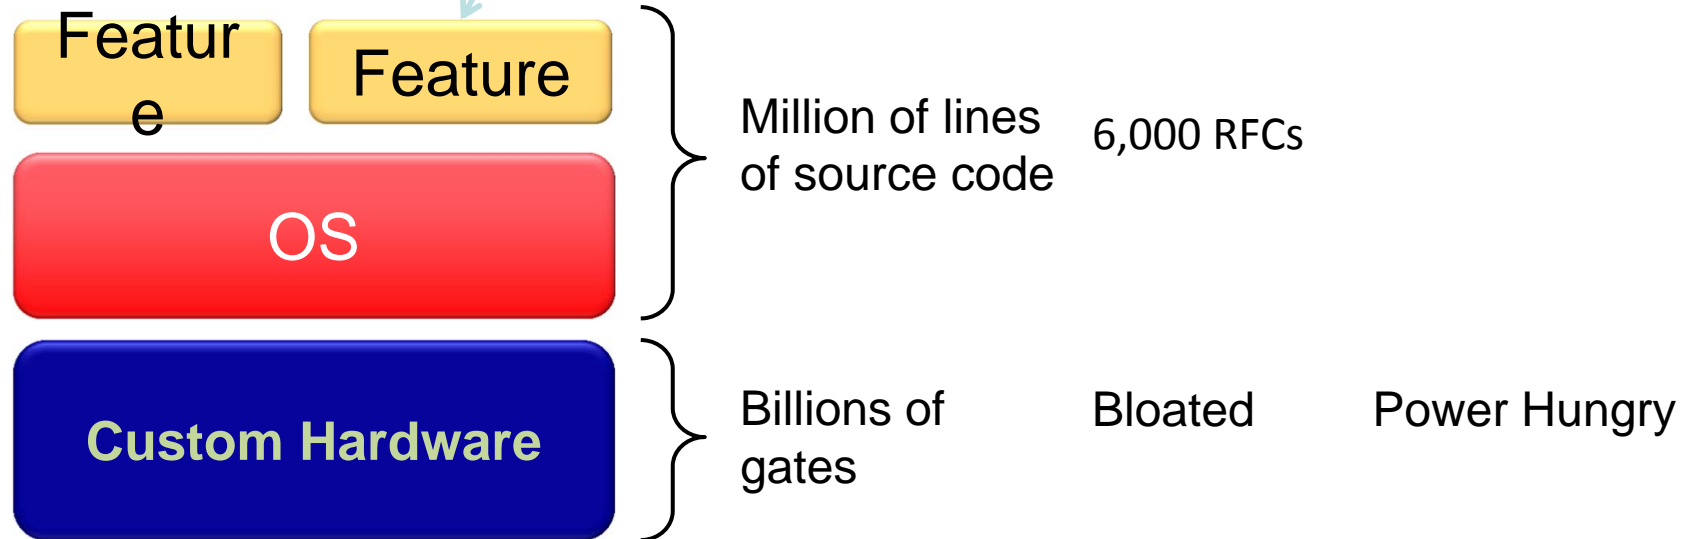 Featur
e
Feature
Million of lines
of source code
6,000 RFCs
OS
Custom Hardware
Billions of
gates
Bloated
Power Hungry